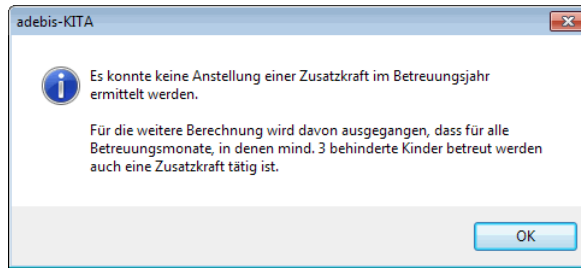 adebis-KITA
Es konnte keine Anstellung einer Zusatzkraft im Betreuungsjahr
ermittelt werden.
Für die weitere Berechnung wird davon ausgegangen, dass für alle
Betreuungsmonate, in denen mind. 3 behinderte Kinder betreut werden
auch eine Zusatzkraft tätig ist.
OK